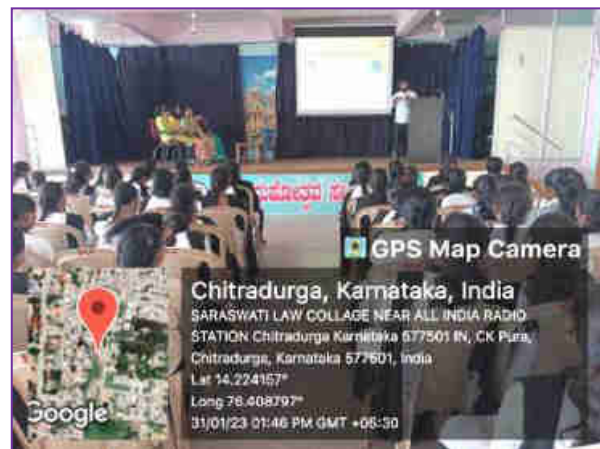 GPS Map Camera
Chitradurga, Karnataka, India
SARASWATI LAW COLLAGE NEAR ALL INDIA RADIO
STATION Chitradurga Karnataka 577501 IN, CK Pura,
Chitradurga, Karnataka 577501, India
Lat 14.224157°
Long 76.408797°
31/01/23 01:46 PM GMT +05:30
Google